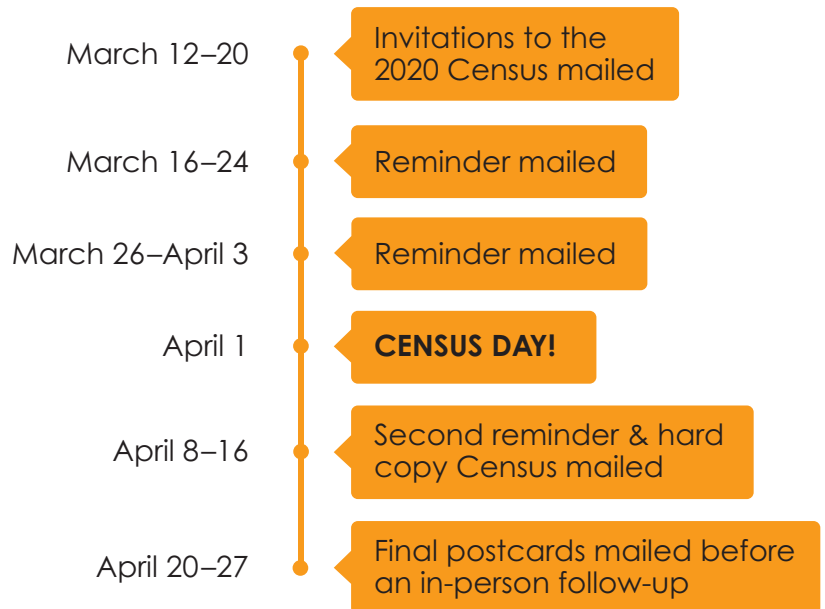 March 12–20
Invitations to the
2020 Census mailed
March 16–24
Reminder mailed
March 26–April 3
Reminder mailed
April 1
CENSUS DAY!
April 8–16
Second reminder & hard
copy Census mailed
April 20–27
Final postcards mailed before
an in-person follow-up